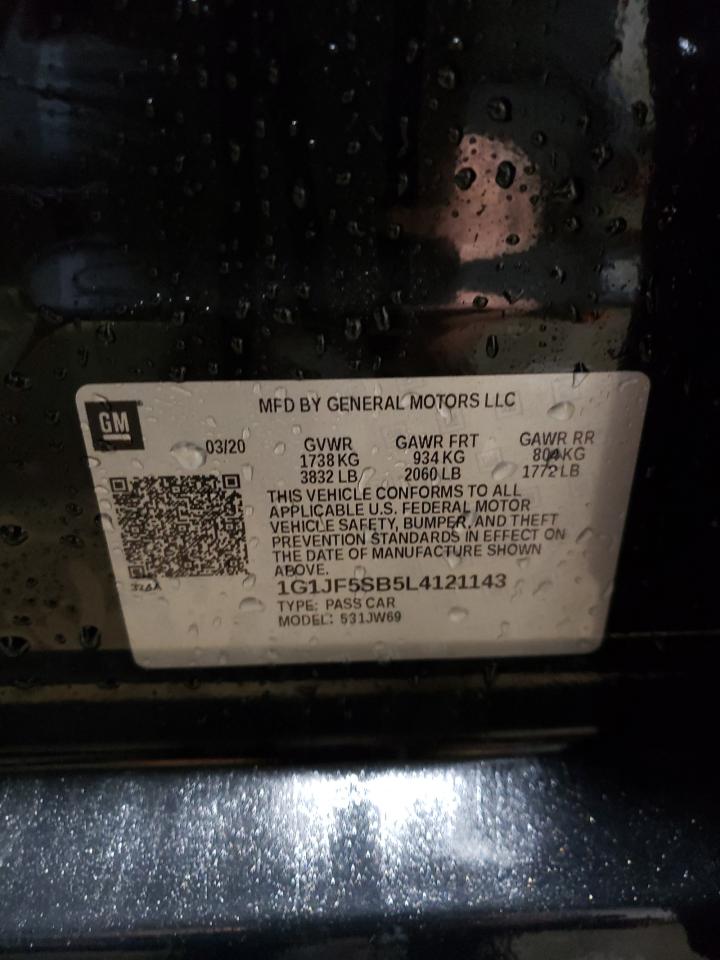 GM
MFD BY GENERAL MOTORS LLC
03/20 GVWR GAWR FRT GAWR RR
1738 KG 934 KG 804 KG
3832 LB 2060 LB 1772 LB
THIS VEHICLE CONFORMS TO ALL
APPLICABLE U.S. FEDERAL MOTOR
VEHICLE SAFETY, BUMPER, AND THEFT
PREVENTION STANDARDS IN EFFECT ON
THE DATE OF MANUFACTURE SHOWN
ABOVE.
1G1JF5SB5L4121143
TYPE: PASS CAR
MODEL: 531JW69